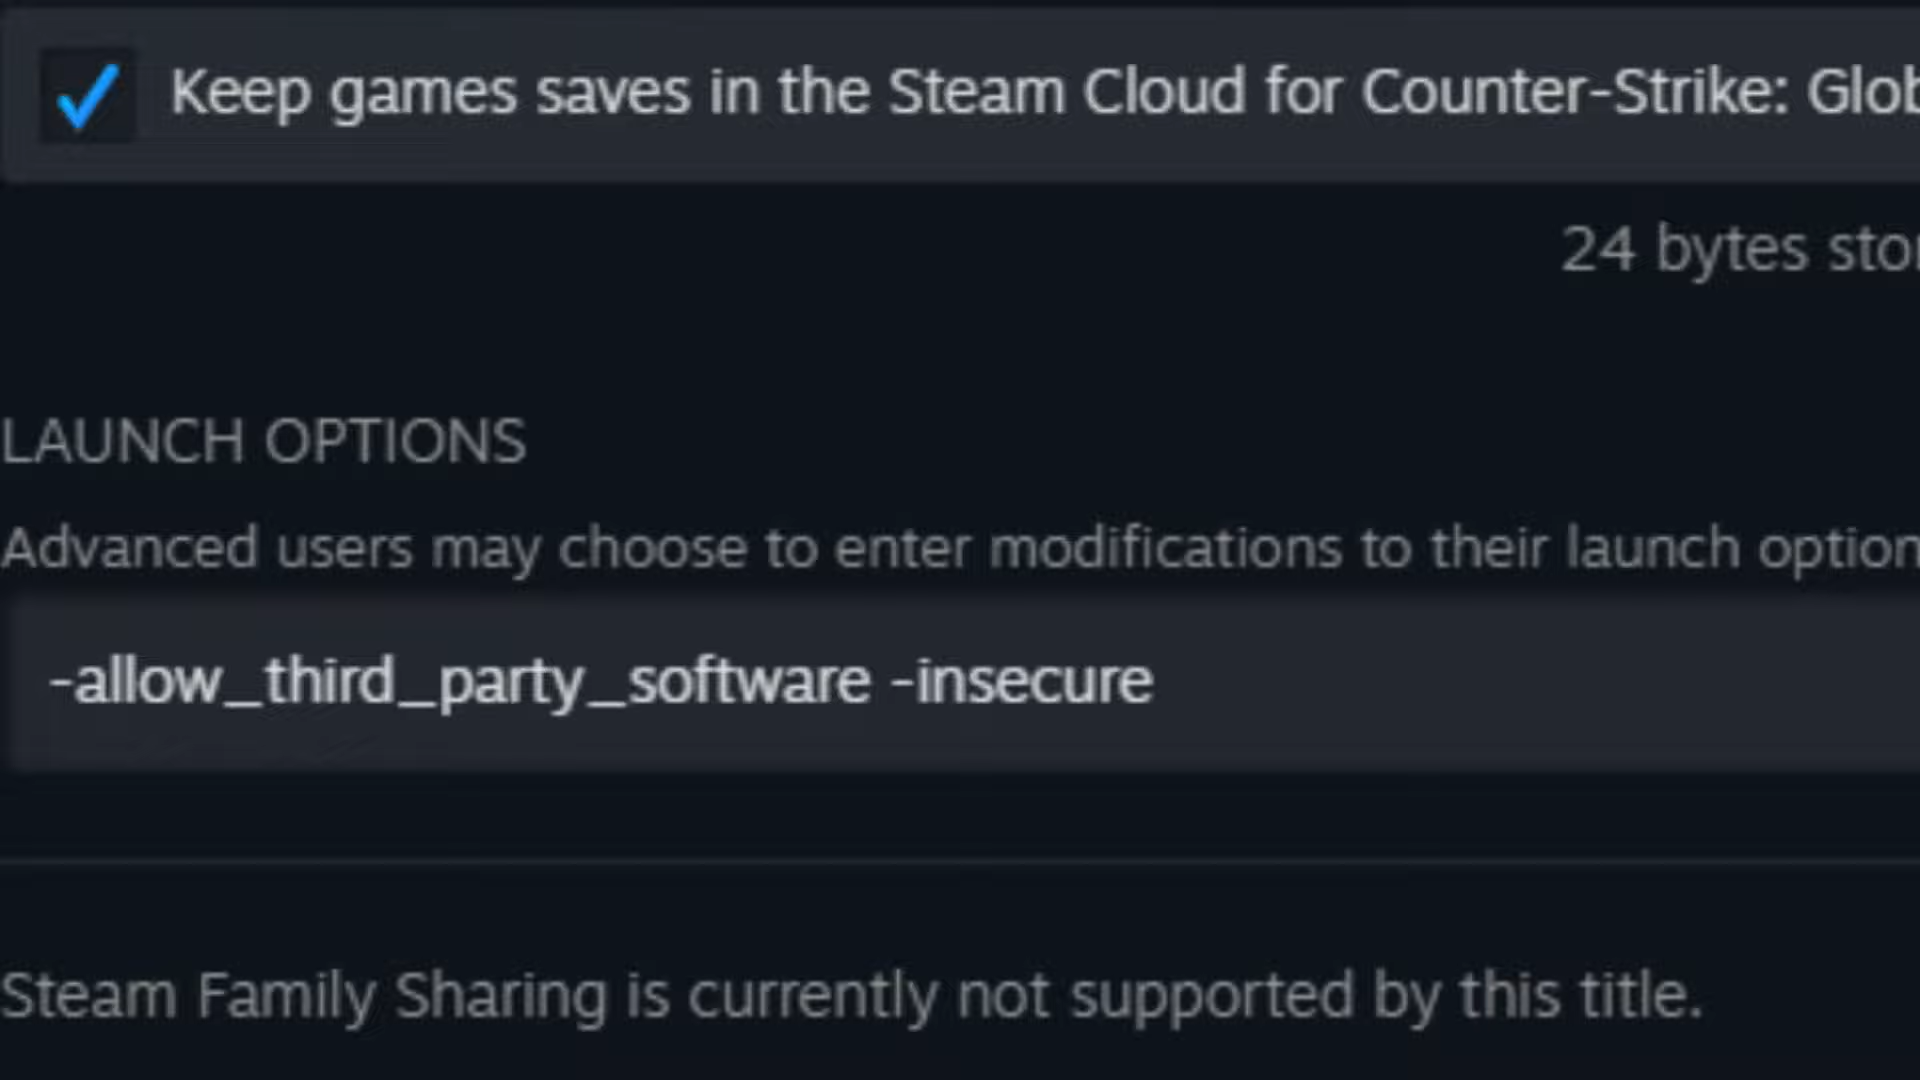 Keep games saves in the Steam Cloud for Counter-Strike: Glob
24 bytes stor
LAUNCH OPTIONS
Advanced users may choose to enter modifications to their launch option
-allow_third_party_software -insecure
Steam Family Sharing is currently not supported by this title.